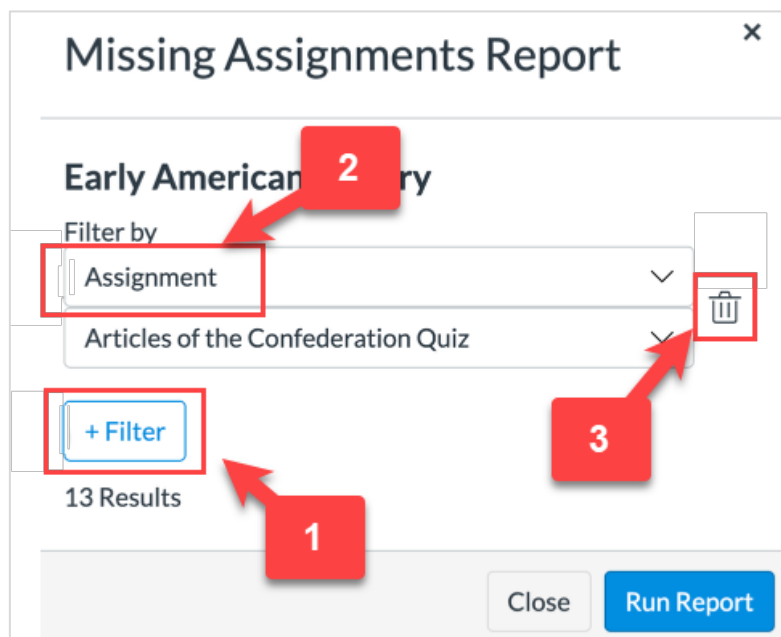 Missing Assignments Report
×
Early American ry
2
Filter by
Assignment
Articles of the Confederation Quiz
3
+ Filter
13 Results
1
Close
Run Report